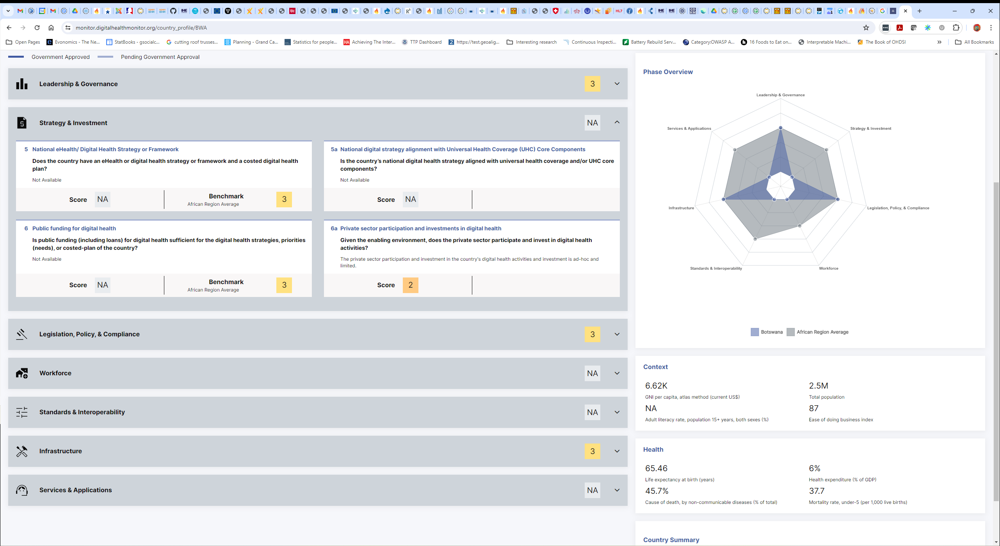 monitor.digitalhealthmonitor.org/country_profile/BWA
Open Pages
Evonomics - The Ne...
StatBooks - gsocialc...
cutting roof trusses...
Planning - Grand Ca...
Statistics for people...
Achieving The Inter...
TTP Dashboard
https://test.geoalig...
Interesting research
Continuous Inspecti...
Battery Rebuild Serv...
Category:OWASP A...
16 Foods to Eat on...
Interpretable Machi...
The Book of OHDSI
All Bookmarks
Government Approved
Pending Government Approval
Leadership & Governance
3
Strategy & Investment
NA
5 National eHealth/ Digital Health Strategy or Framework
Does the country have an eHealth or digital health strategy or framework and a costed digital health
plan?
Not Available
Score NA
Benchmark
African Region Average
3
5a National digital strategy alignment with Universal Health Coverage (UHC) Core Components
Is the country's national digital health strategy aligned with universal health coverage and/or UHC core
components?
Not Available
Score NA
6 Public funding for digital health
Is public funding (including loans) for digital health sufficient for the digital health strategies, priorities
(needs), or costed-plan of the country?
Not Available
Score NA
Benchmark
African Region Average
3
6a Private sector participation and investments in digital health
Given the enabling environment, does the private sector participate and invest in digital health
activities?
The private sector participation and investment in the country's digital health activities and investment is ad-hoc and
limited.
Score 2
Legislation, Policy, & Compliance
3
Workforce
NA
Standards & Interoperability
NA
Infrastructure
3
Services & Applications
NA
Phase Overview
Leadership & Governance
Services & Applications
Strategy & Investment
Infrastructure
Legislation, Policy, & Compliance
Standards & Interoperability
Workforce
Botswana
African Region Average
Context
6.62K
GNI per capita, atlas method (current US$)
2.5M
Total population
NA
Adult literacy rate, population 15+ years, both sexes (%)
87
Ease of doing business index
Health
65.46
Life expectancy at birth (years)
6%
Health expenditure (% of GDP)
45.7%
Cause of death, by non-communicable diseases (% of total)
37.7
Mortality rate, under-5 (per 1,000 live births)
Country Summary